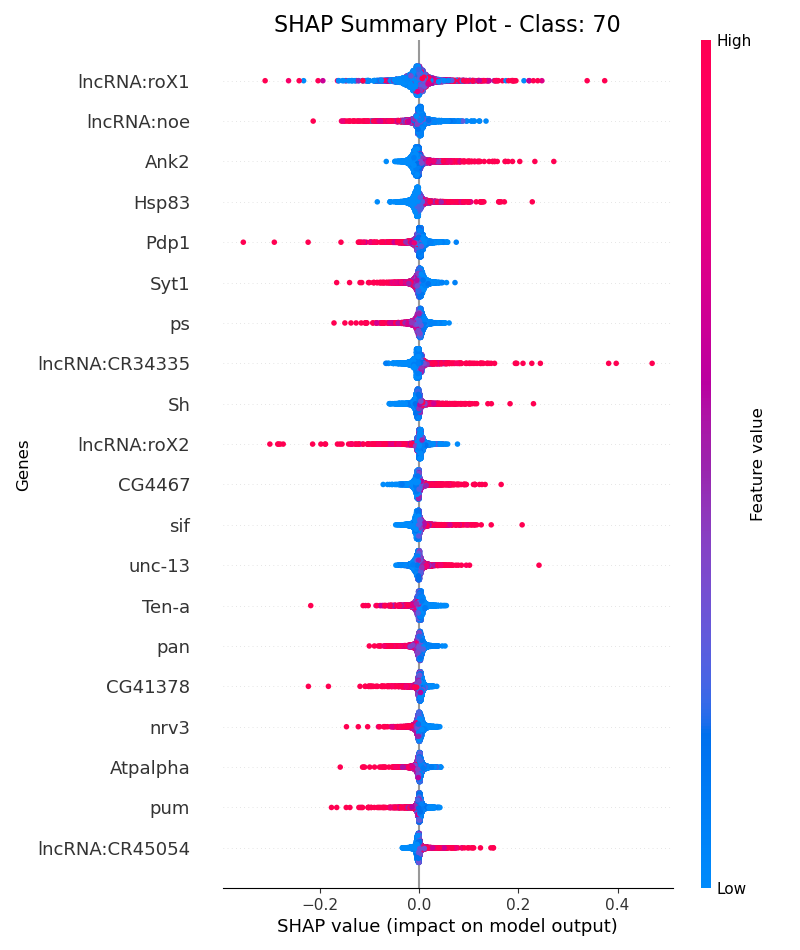 SHAP Summary Plot - Class: 70
High
lncRNA:roX1
lncRNA:noe
Ank2
Hsp83
Pdp1
Syt1
ps
lncRNA:CR34335
Sh
lncRNA:roX2
CG4467
sif
unc-13
Ten-a
pan
CG41378
nrv3
Atpalpha
pum
lncRNA:CR45054
Genes
Feature value
Low
−0.2 0.0 0.2 0.4
SHAP value (impact on model output)